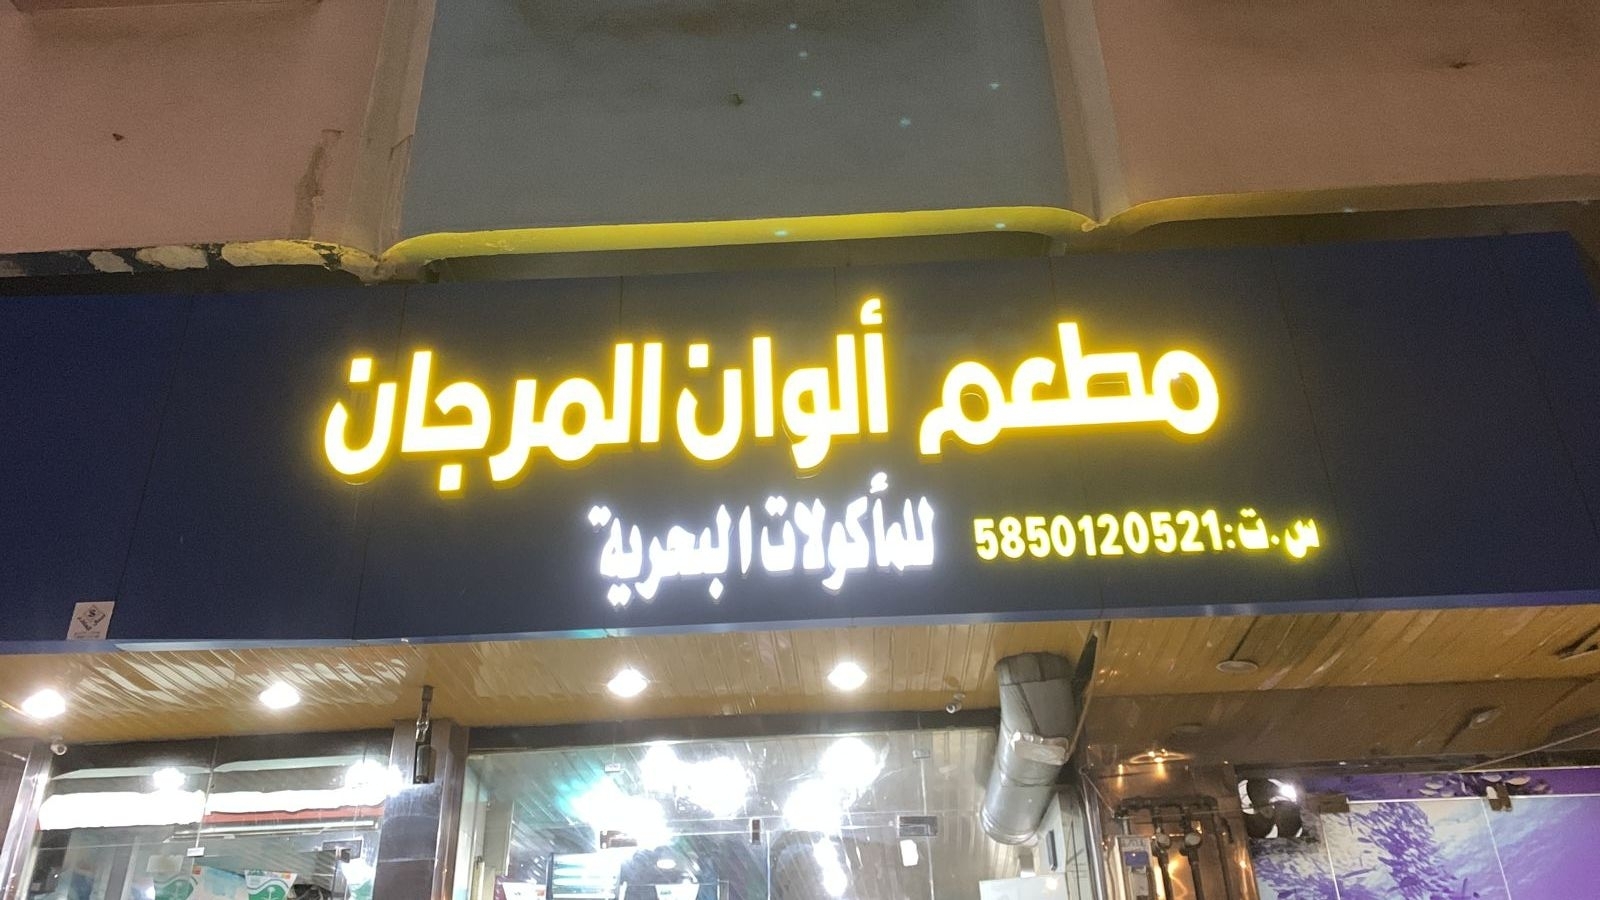 مطعم ألوان المرجان
للمأكولات البحرية
س.ت:5850120521